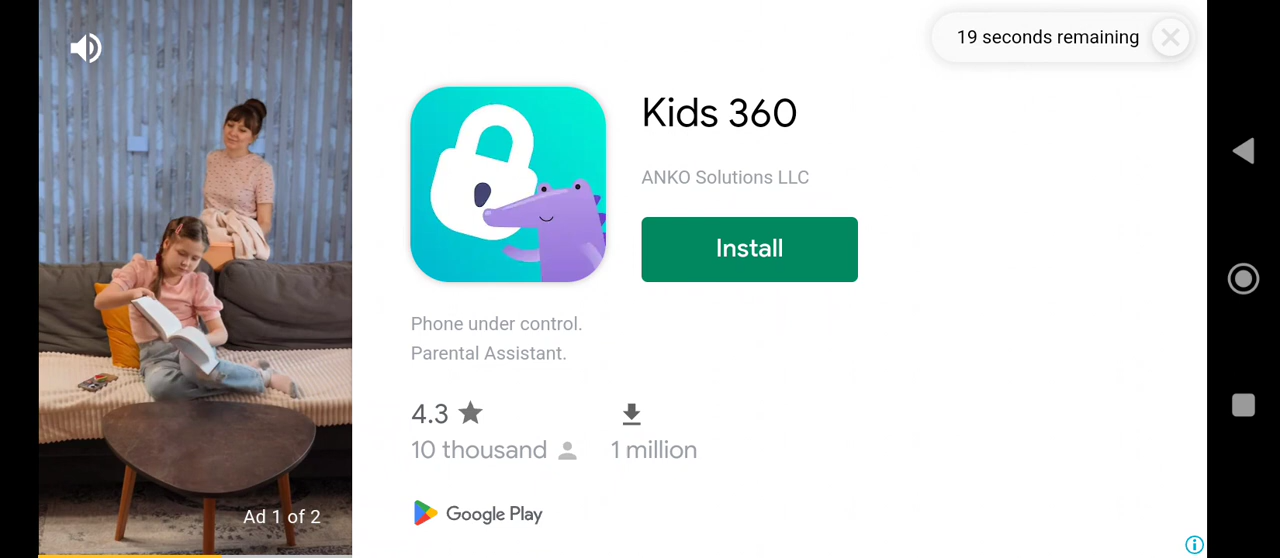 19 seconds remaining
Kids 360
ANKO Solutions LLC
Install
Phone under control.
Parental Assistant.
4.3
10 thousand
1 million
Google Play
Ad 1 of 2